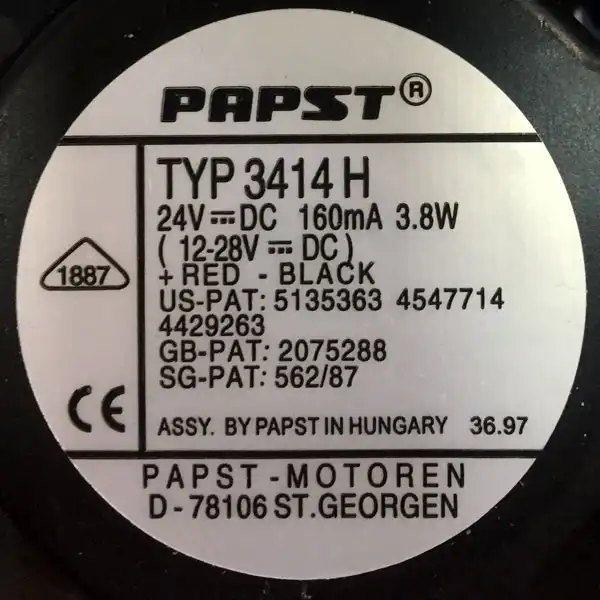 PAPST®
TYP 3414 H
24V ⎓ DC 160mA 3.8W
( 12-28V ⎓ DC)
+ RED - BLACK
1887
US-PAT: 5135363 4547714
4429263
GB-PAT: 2075288
SG-PAT: 562/87
CE
ASSY. BY PAPST IN HUNGARY 36.97
PAPST-MOTOREN
D-78106 ST.GEORGEN